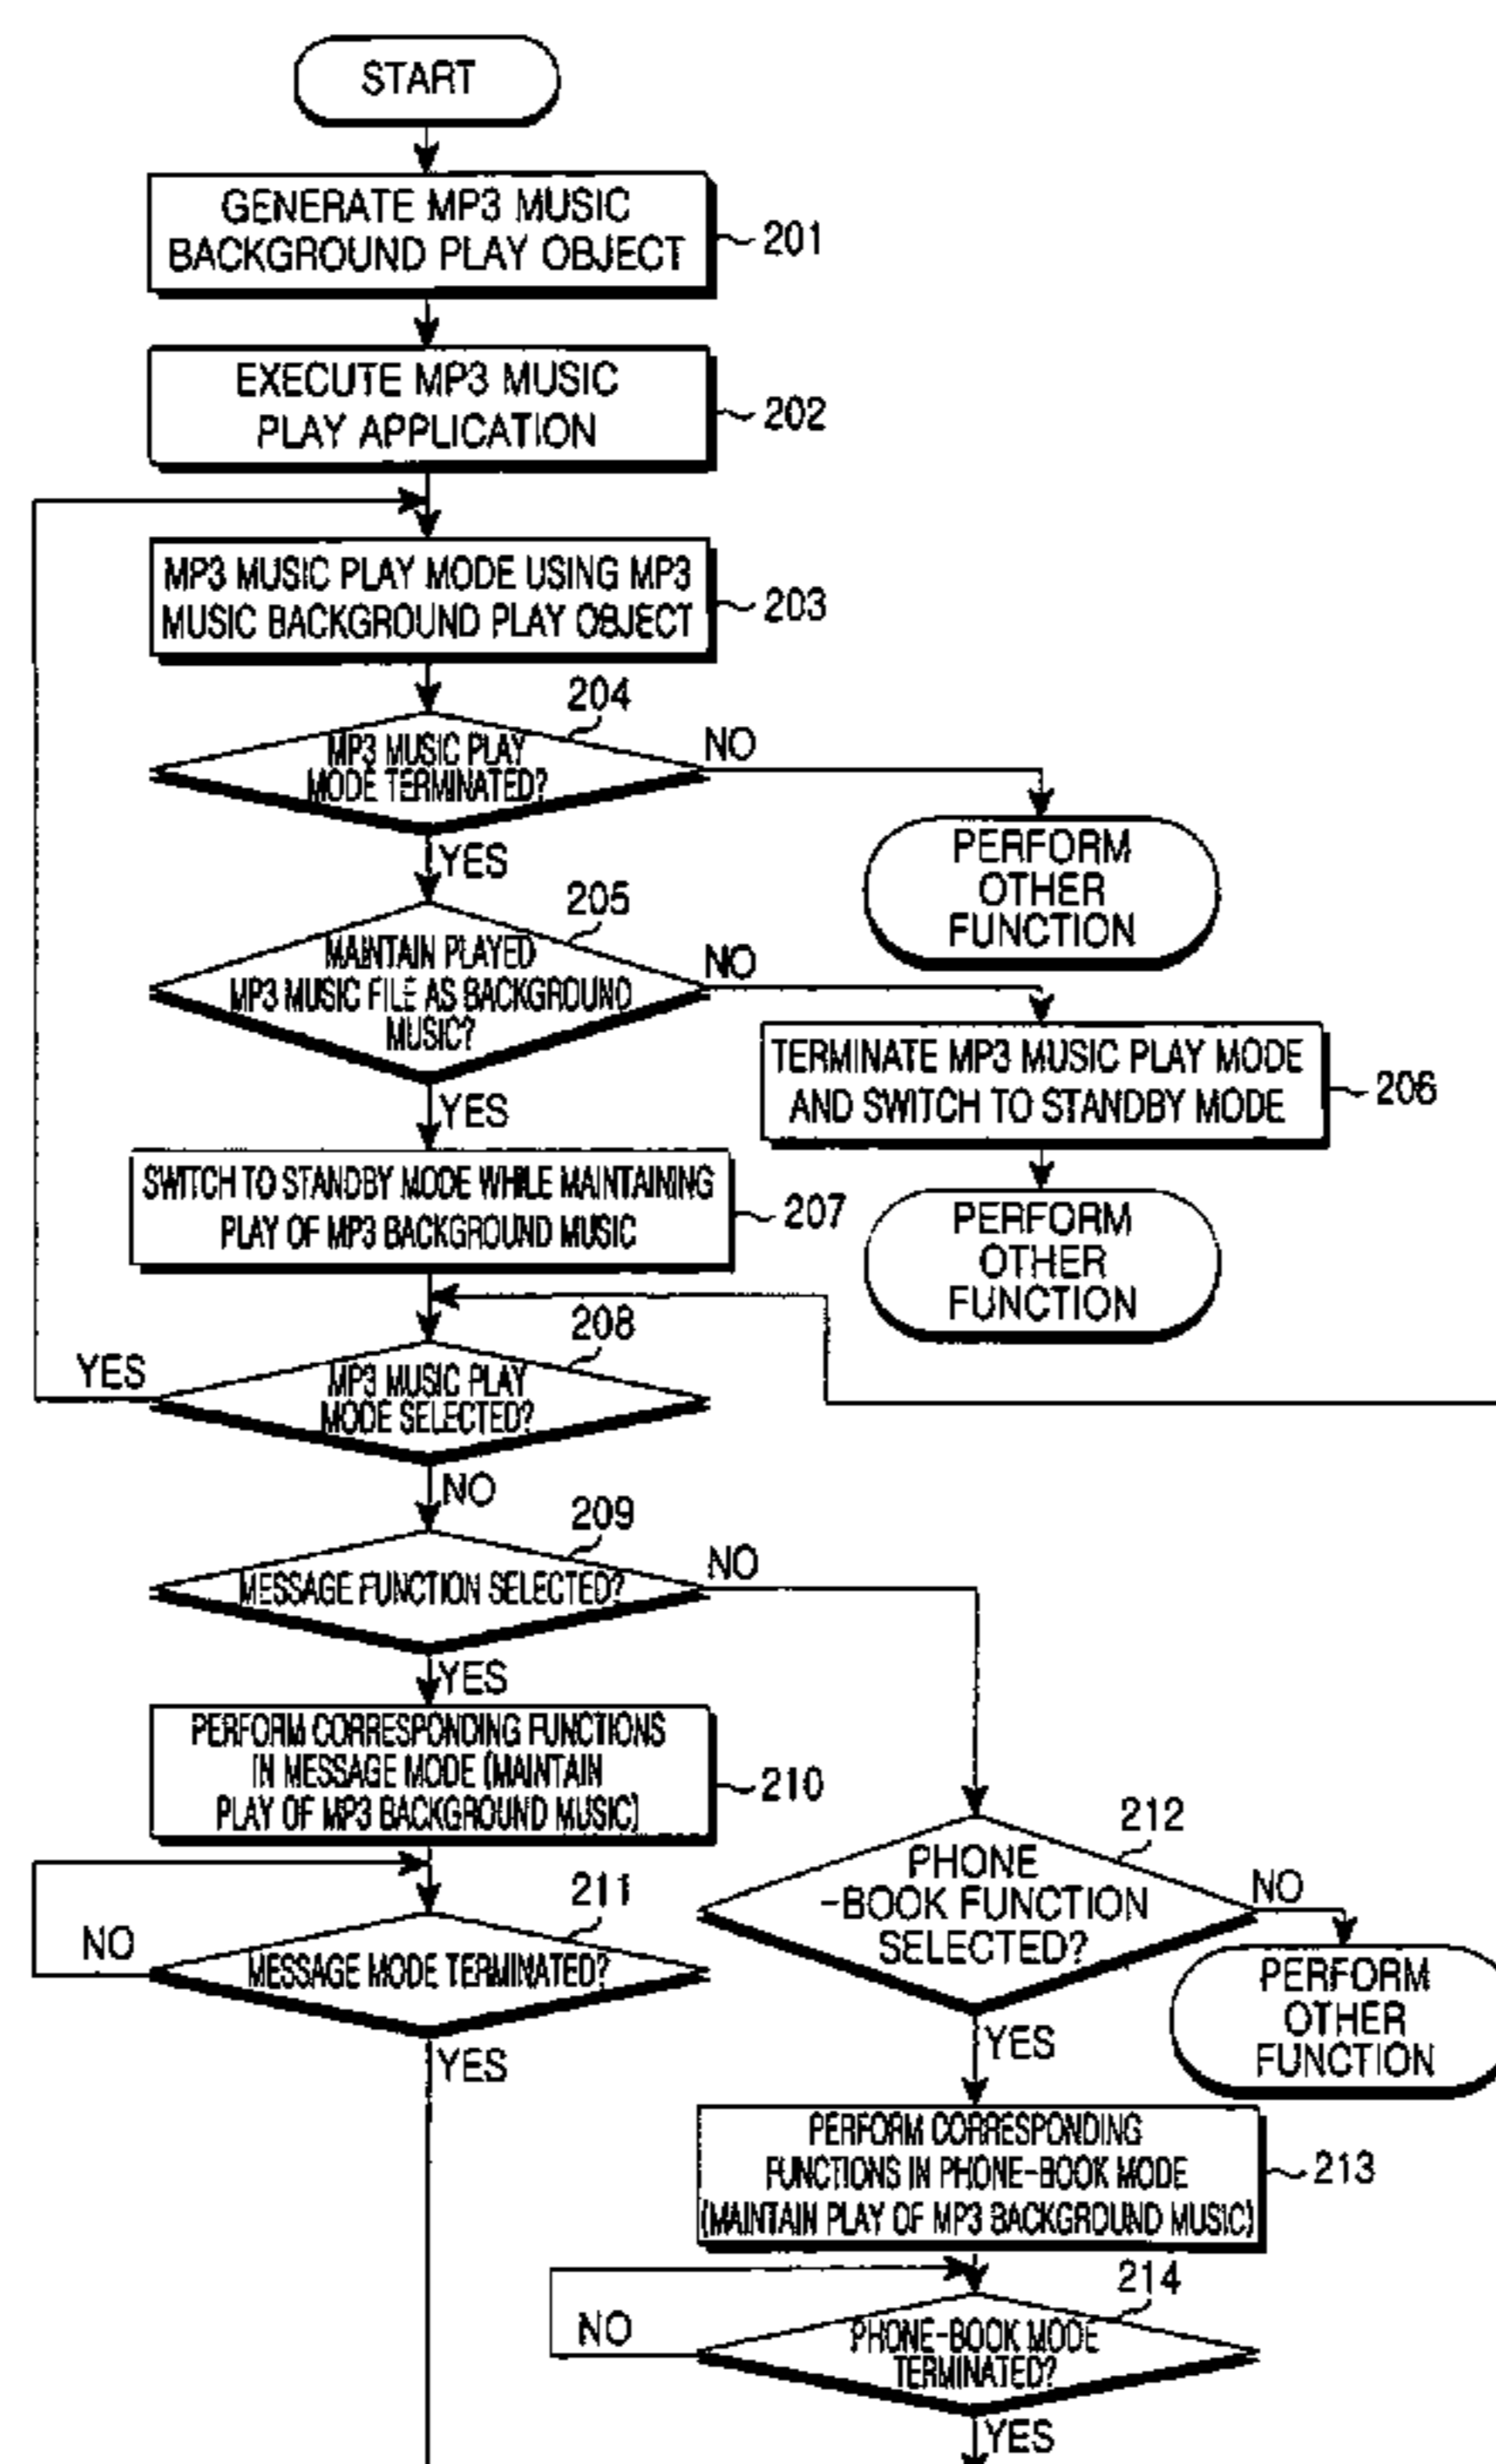 START
GENERATE MP3 MUSIC
BACKGROUND PLAY OBJECT
201
EXECUTE MP3 MUSIC
PLAY APPLICATION
202
MP3 MUSIC PLAY MODE USING MP3
MUSIC BACKGROUND PLAY OBJECT
203
204
MP3 MUSIC PLAY
MODE TERMINATED?
NO
YES
PERFORM
OTHER
FUNCTION
205
MAINTAIN PLAYED
MP3 MUSIC FILE AS BACKGROUND
MUSIC?
NO
YES
TERMINATE MP3 MUSIC PLAY MODE
AND SWITCH TO STANDBY MODE
206
PERFORM
OTHER
FUNCTION
SWITCH TO STANDBY MODE WHILE MAINTAINING
PLAY OF MP3 BACKGROUND MUSIC
207
208
YES
MP3 MUSIC PLAY
MODE SELECTED?
NO
209
MESSAGE FUNCTION SELECTED?
NO
YES
PERFORM CORRESPONDING FUNCTIONS
IN MESSAGE MODE (MAINTAIN
PLAY OF MP3 BACKGROUND MUSIC)
210
211
NO
MESSAGE MODE TERMINATED?
YES
212
PHONE
-BOOK FUNCTION
SELECTED?
NO
PERFORM
OTHER
FUNCTION
YES
PERFORM CORRESPONDING
FUNCTIONS IN PHONE-BOOK MODE
(MAINTAIN PLAY OF MP3 BACKGROUND MUSIC)
213
214
NO
PHONE-BOOK MODE
TERMINATED?
YES